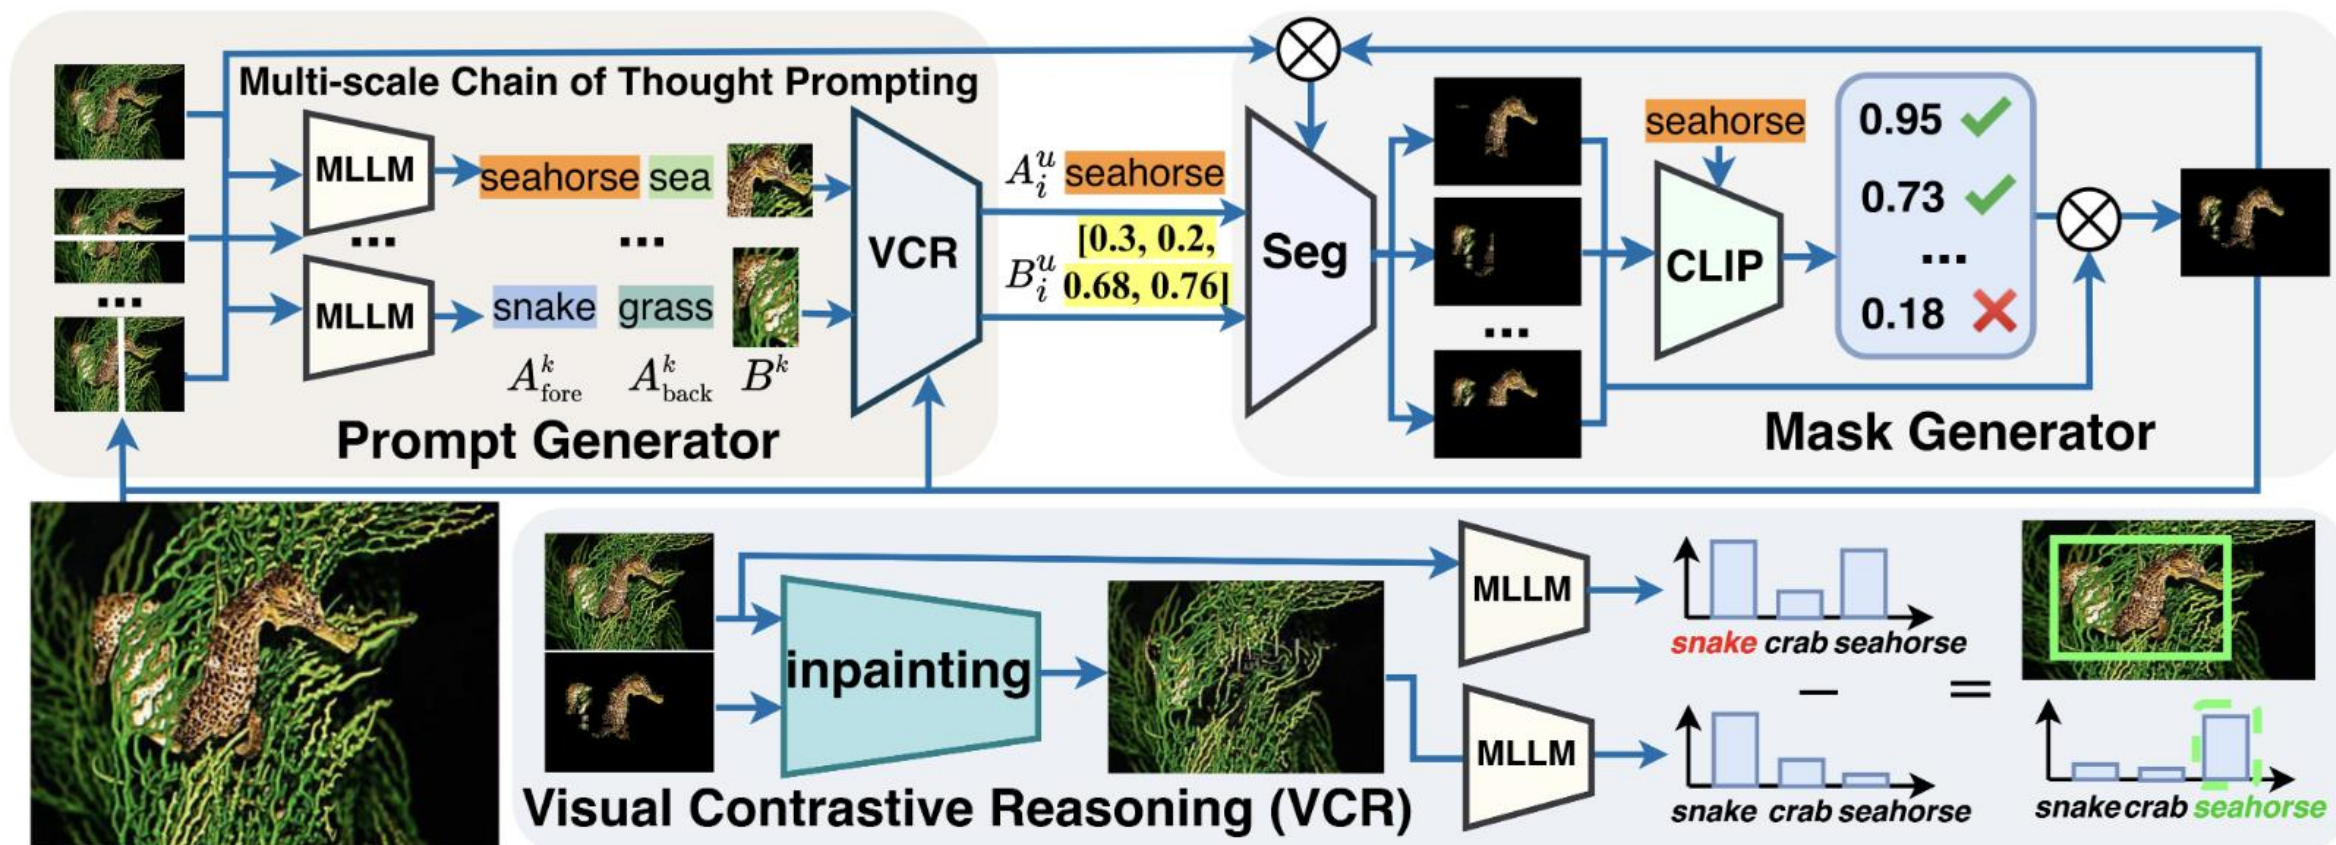 Multi-scale Chain of Thought Prompting
MLLM
seahorse sea
...
...
...
MLLM
snake grass
A^k_fore A^k_back B^k
VCR
Prompt Generator
A^u_i seahorse
B^u_i [0.3, 0.2,
0.68, 0.76]
Seg
...
seahorse
CLIP
0.95
0.73
...
0.18
Mask Generator
inpainting
Visual Contrastive Reasoning (VCR)
MLLM
snake crab seahorse
− =
MLLM
snake crab seahorse
snake crab seahorse